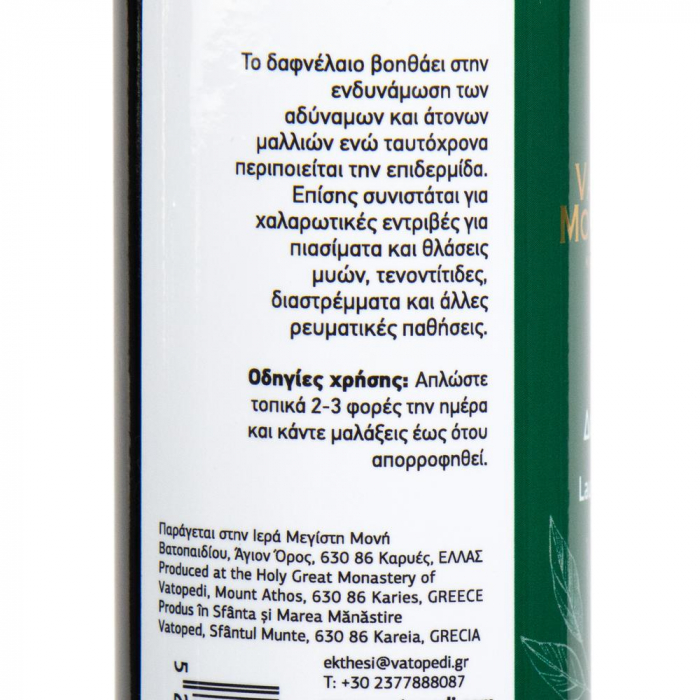 Το δαφνέλαιο βοηθάει στην
ενδυνάμωση των
αδύναμων και άτονων
μαλλιών ενώ ταυτόχρονα
περιποιείται την επιδερμίδα.
Επίσης συνιστάται για
χαλαρωτικές εντριβές για
πιασίματα και θλάσεις
μυών, τενοντίτιδες,
διαστρέμματα και άλλες
ρευματικές παθήσεις.
Οδηγίες χρήσης: Απλώστε
τοπικά 2-3 φορές την ημέρα
και κάντε μαλάξεις έως ότου
απορροφηθεί.
Παράγεται στην Ιερά Μεγίστη Μονή
Βατοπαιδίου, Άγιον Όρος, 630 86 Καρυές, ΕΛΛΑΣ
Produced at the Holy Great Monastery of
Vatopedi, Mount Athos, 630 86 Karies, GREECE
Produs în Sfânta și Marea Mănăstire
Vatoped, Sfântul Munte, 630 86 Kareia, GRECIA
ekthesi@vatopedi.gr
T: +30 2377888087